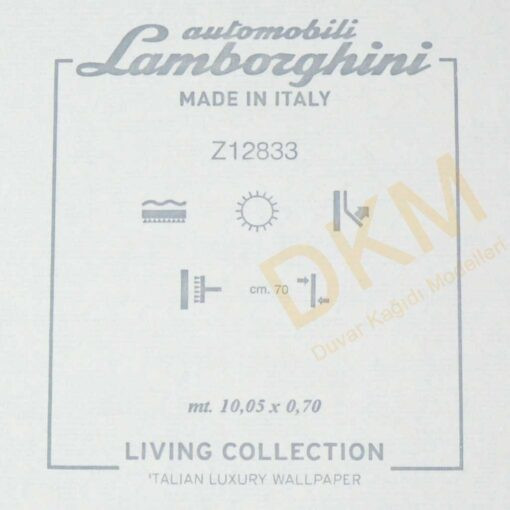 automobili
Lamborghini
MADE IN ITALY
Z12833
cm. 70
DKM
Duvar Kağıdı Modelleri
mt. 10,05 x 0,70
LIVING COLLECTION
'TALIAN LUXURY WALLPAPER